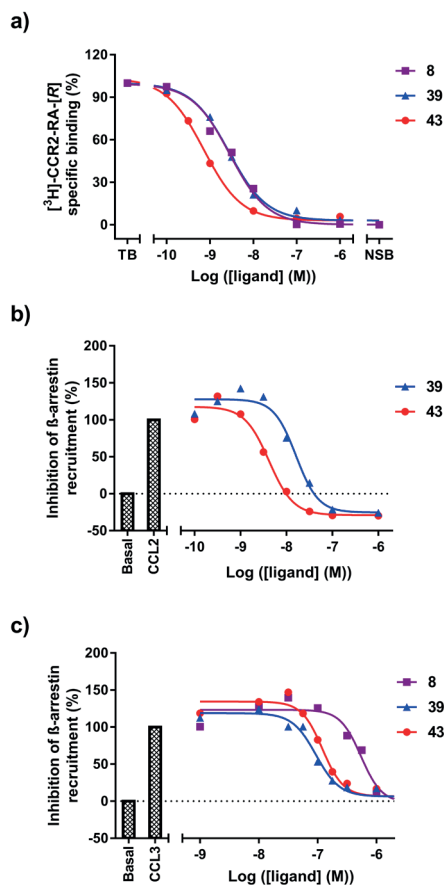 a)
[³H]-CCR2-RA-[R]
specific binding (%)
120
90
60
30
0
TB
-10
-9
-8
-7
-6
NSB
Log ([ligand] (M))
8
39
43
b)
Inhibition of ß-arrestin
recruitment (%)
200
150
100
50
0
-50
Basal
CCL2
-10
-9
-8
-7
-6
Log ([ligand] (M))
39
43
c)
Inhibition of ß-arrestin
recruitment (%)
200
150
100
50
0
-50
Basal
CCL3
-9
-8
-7
-6
Log ([ligand] (M))
8
39
43